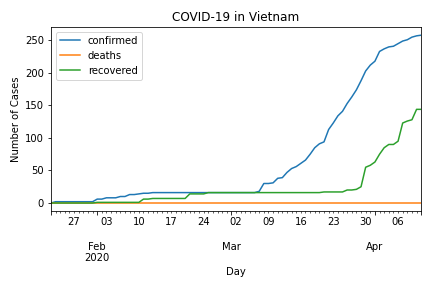 COVID-19 in Vietnam
confirmed
deaths
recovered
Number of Cases
250
200
150
100
50
0
27 03 10 17 24 02 09 16 23 30 06
Feb Mar Apr
2020
Day